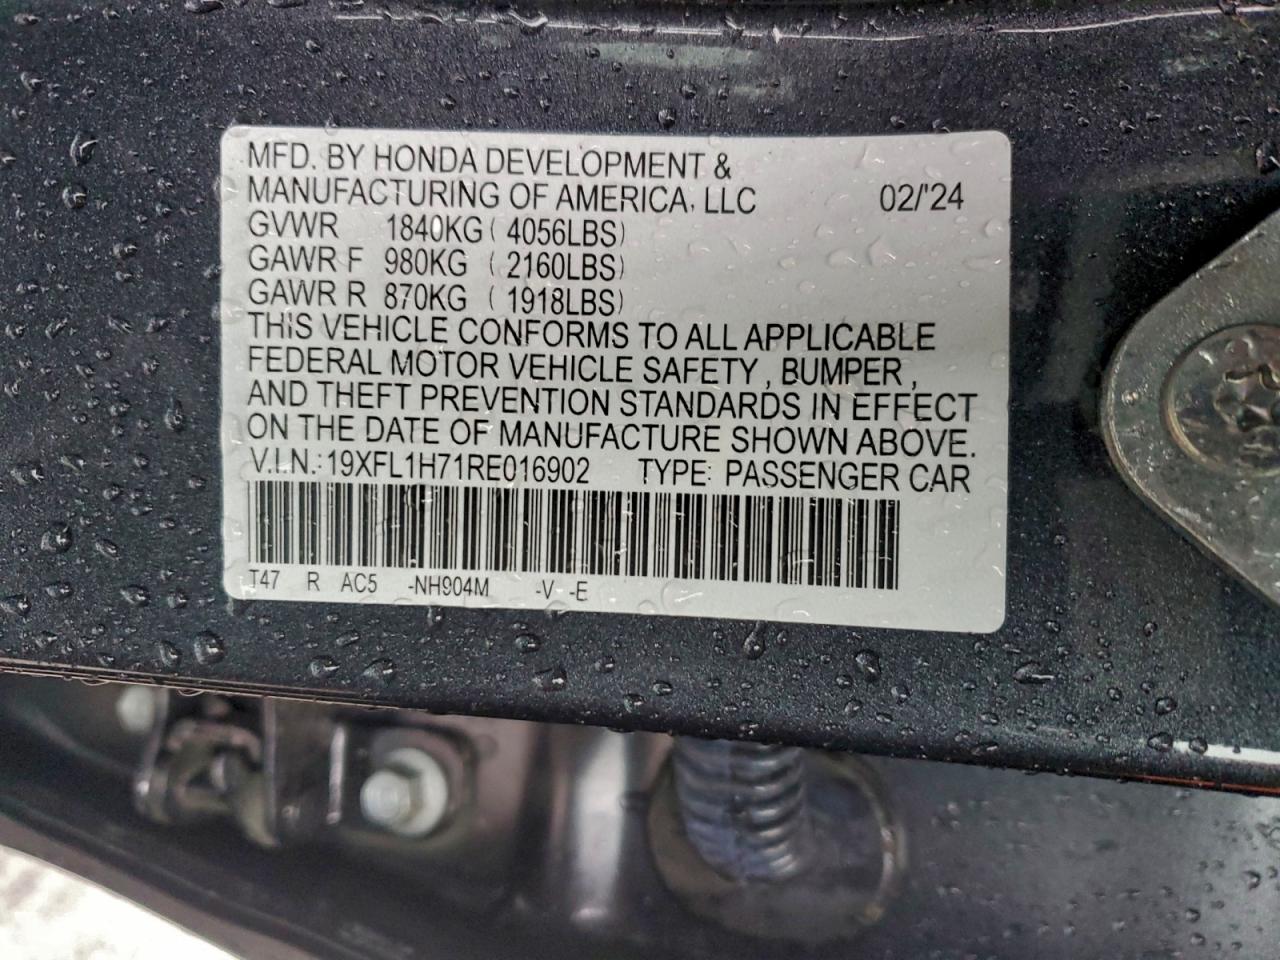 MFD. BY HONDA DEVELOPMENT &
MANUFACTURING OF AMERICA, LLC 02/'24
GVWR 1840KG ( 4056LBS)
GAWR F 980KG ( 2160LBS)
GAWR R 870KG ( 1918LBS)
THIS VEHICLE CONFORMS TO ALL APPLICABLE
FEDERAL MOTOR VEHICLE SAFETY , BUMPER ,
AND THEFT PREVENTION STANDARDS IN EFFECT
ON THE DATE OF MANUFACTURE SHOWN ABOVE.
V.I.N.: 19XFL1H71RE016902 TYPE: PASSENGER CAR
T47 R AC5 -NH904M -V -E